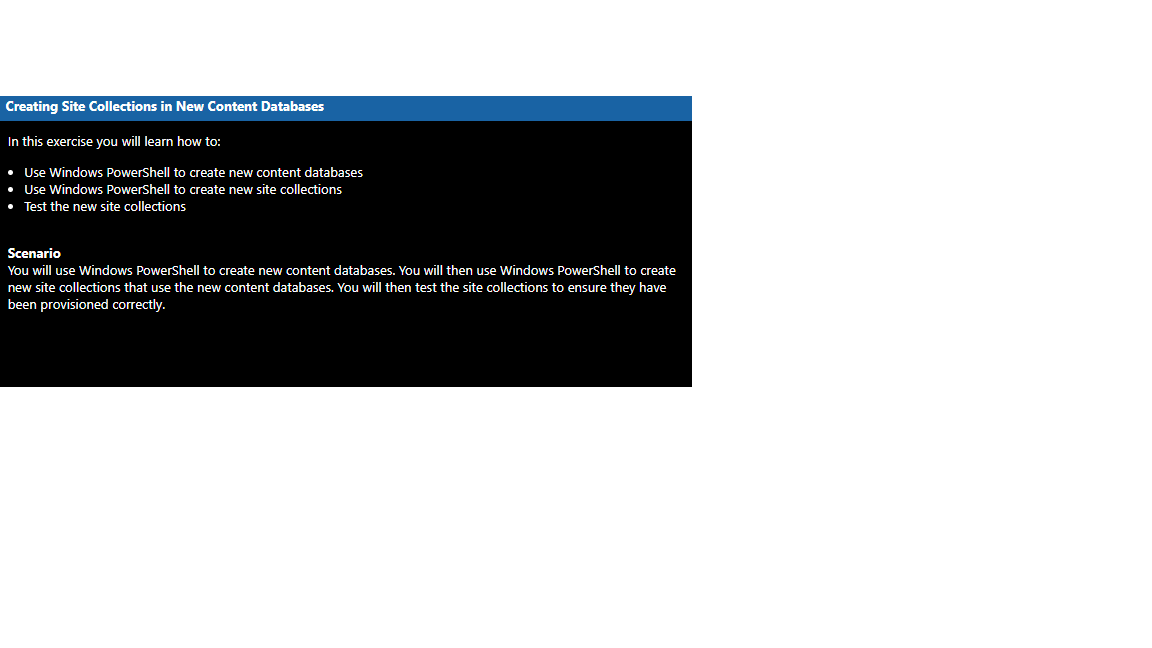 Creating Site Collections in New Content Databases
In this exercise you will learn how to:
• Use Windows PowerShell to create new content databases
• Use Windows PowerShell to create new site collections
• Test the new site collections
Scenario
You will use Windows PowerShell to create new content databases. You will then use Windows PowerShell to create
new site collections that use the new content databases. You will then test the site collections to ensure they have
been provisioned correctly.